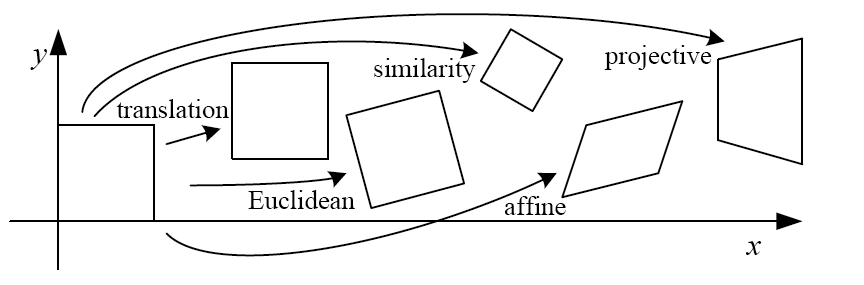 y
projective
similarity
translation
Euclidean
affine
x